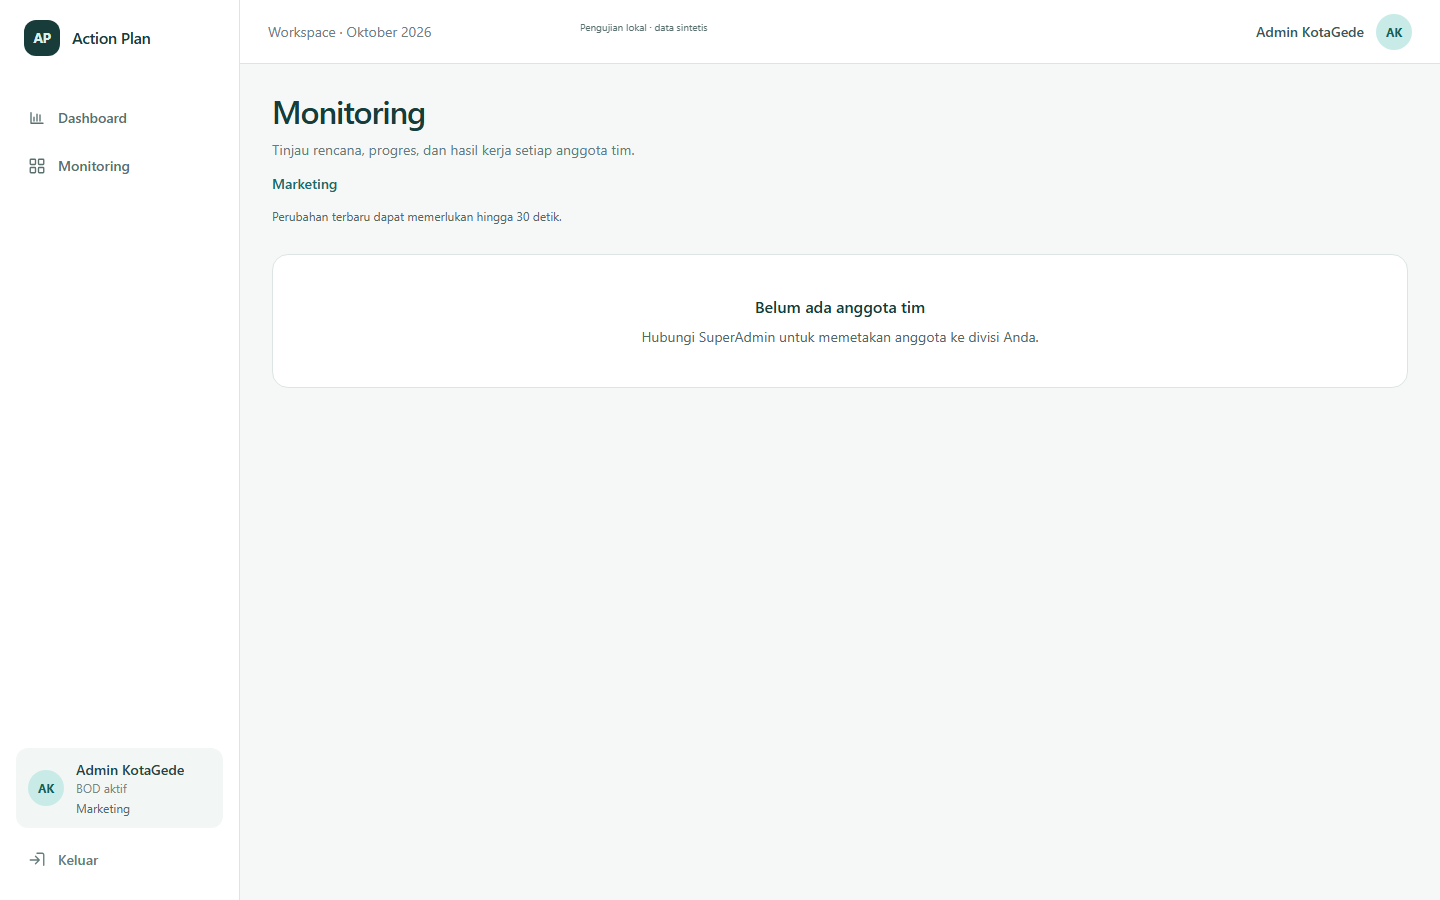 AP Action Plan
Dashboard
Monitoring
Admin KotaGede
AK
BOD aktif
Marketing
Keluar
Workspace · Oktober 2026
Pengujian lokal · data sintetis
Admin KotaGede AK
Monitoring
Tinjau rencana, progres, dan hasil kerja setiap anggota tim.
Marketing
Perubahan terbaru dapat memerlukan hingga 30 detik.
Belum ada anggota tim
Hubungi SuperAdmin untuk memetakan anggota ke divisi Anda.